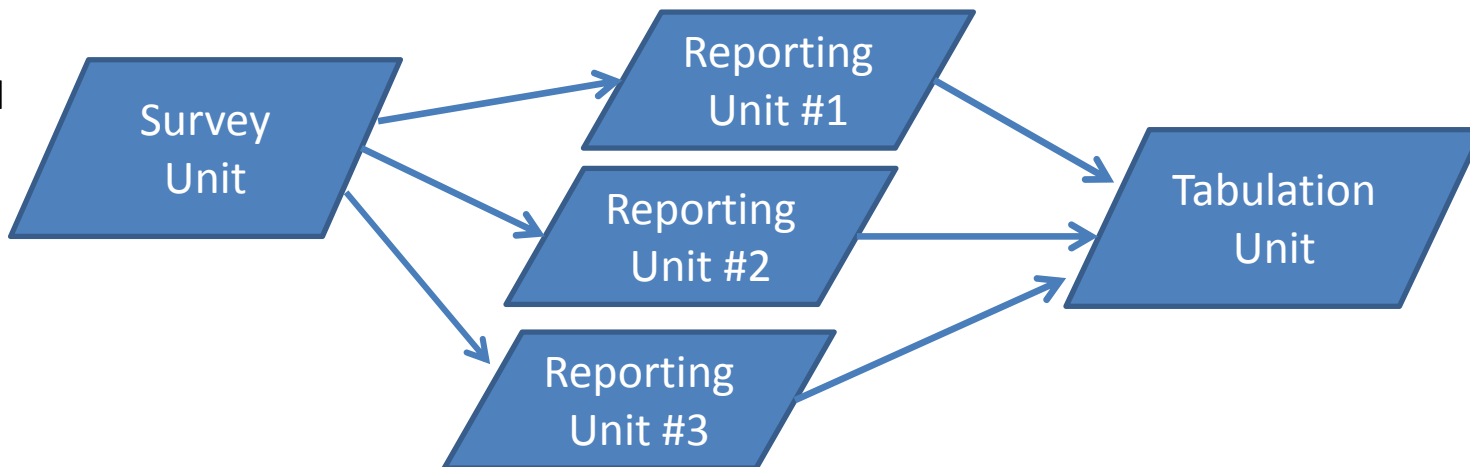 Survey
Unit
Reporting
Unit #1
Reporting
Unit #2
Reporting
Unit #3
Tabulation
Unit